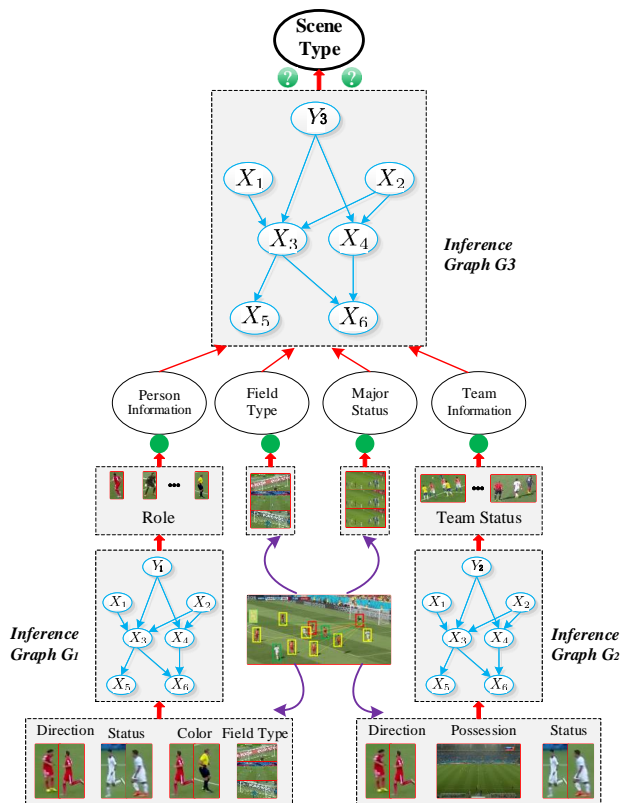 Scene
Type
? ?
Y3
X1 X2
X3 X4
X5 X6
Inference
Graph G3
Person
Information
Field
Type
Major
Status
Team
Information
Role
Team Status
Y1
X1 X2
X3 X4
X5 X6
Inference
Graph G1
Y2
X1 X2
X3 X4
X5 X6
Inference
Graph G2
Direction Status Color Field Type
Direction Possession Status